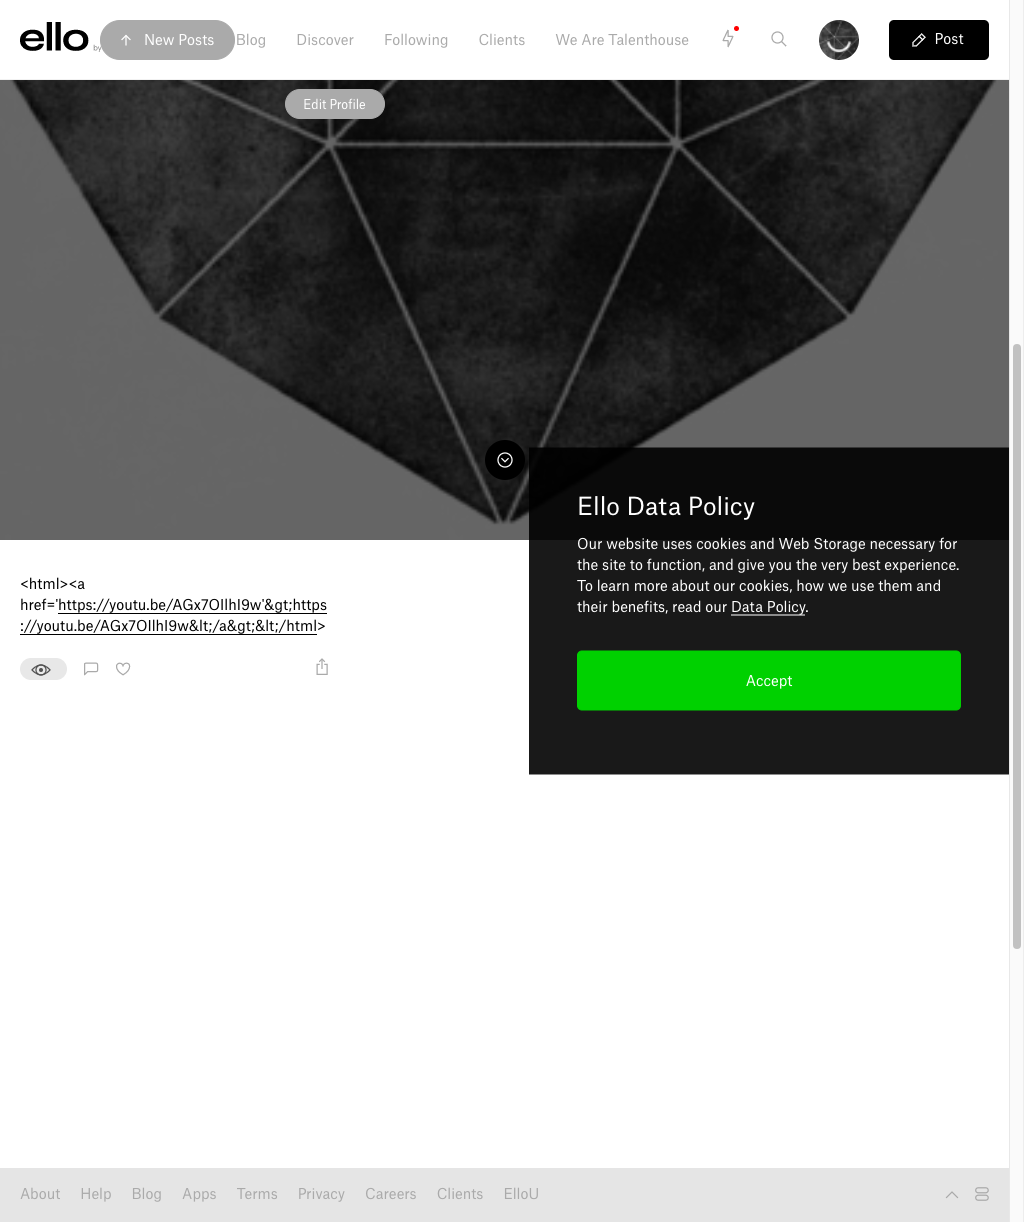 ello by
New Posts
Blog
Discover
Following
Clients
We Are Talenthouse
Post
Edit Profile
Ello Data Policy
Our website uses cookies and Web Storage necessary for
the site to function, and give you the very best experience.
To learn more about our cookies, how we use them and
their benefits, read our Data Policy.
Accept
<html><a
href='https://youtu.be/AGx7OIlhI9w'&gt;https
://youtu.be/AGx7OIlhI9w&lt;/a&gt;&lt;/html>
About Help Blog Apps Terms Privacy Careers Clients ElloU